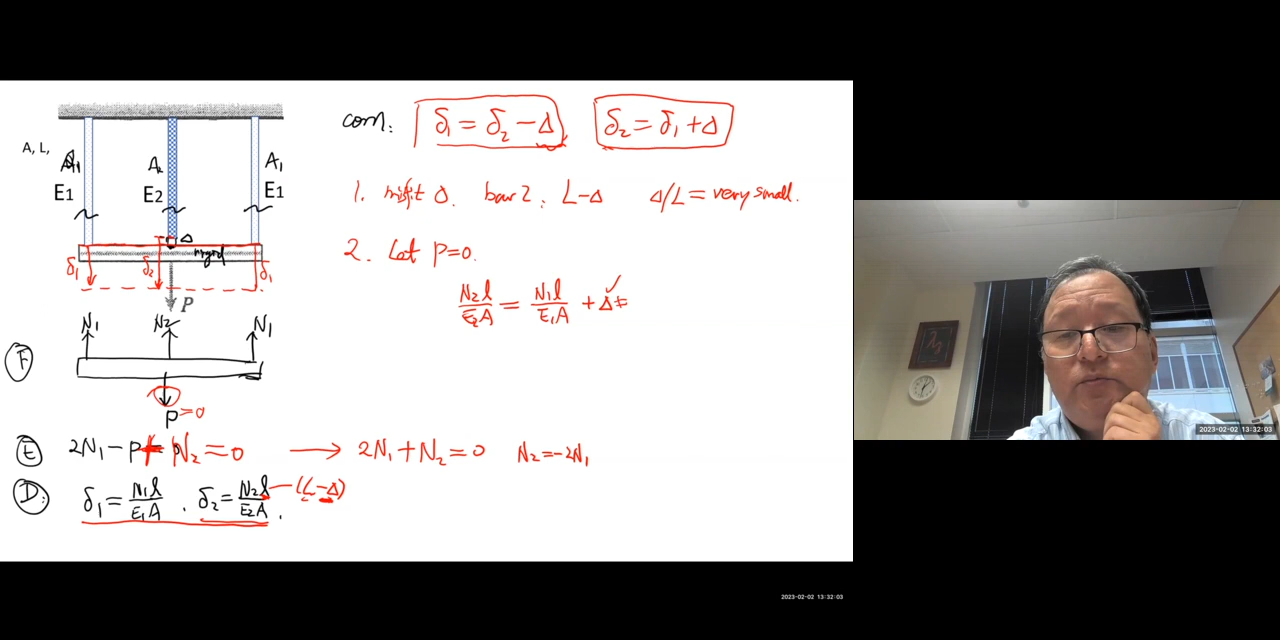 com: δ₁ = δ₂ - Δ, δ₂ = δ₁ + Δ
A, L,
A₂
A₁
E1
E2
E1
1. misfit Δ. bar 2: L-Δ Δ/L = very small.
Δ
rigid
δ₁
δ₂
δ₁
2. Let P=0.
P
N₂l/E₂A = N₁l/E₁A + Δ
N₁
N₂
N₁
F
P=0
E 2N₁ - P + N₂ = 0 → 2N₁ + N₂ = 0 N₂ = -2N₁
D: δ₁ = N₁l/E₁A . δ₂ = N₂l/E₂A . (L-Δ)
2023-02-02 13:32:03
2023-02-02 13:32:03